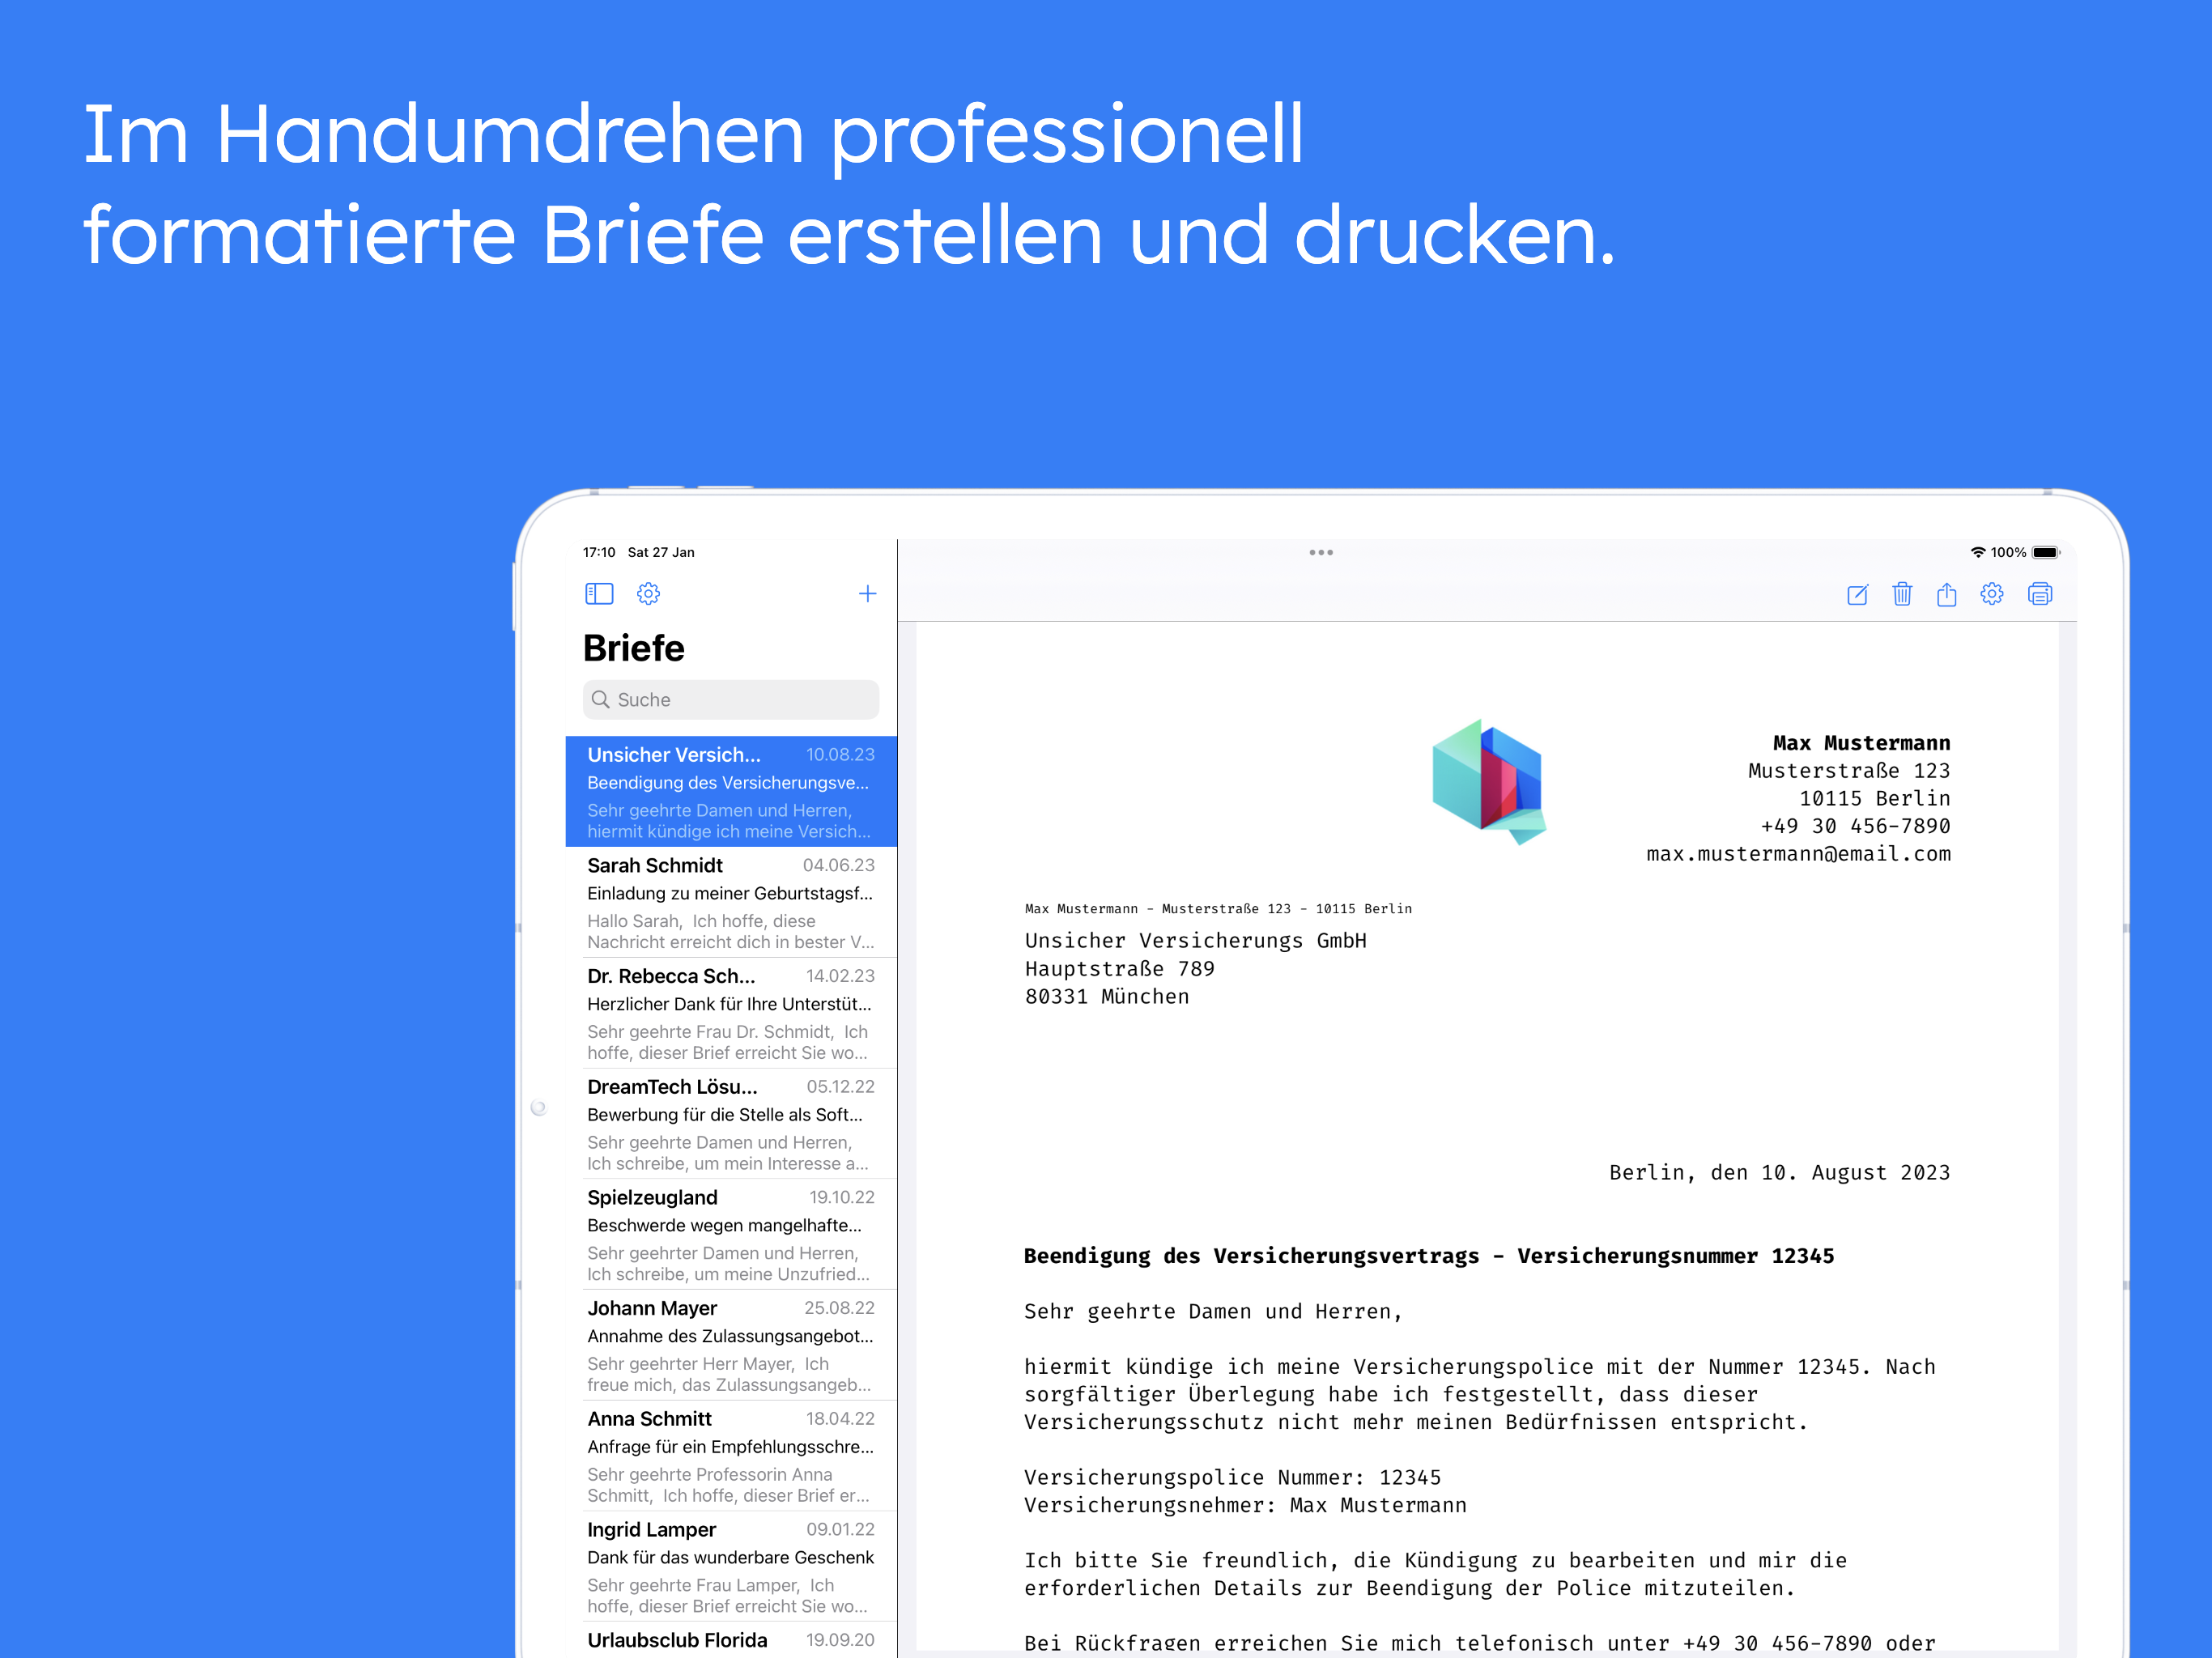 Im Handumdrehen professionell
formatierte Briefe erstellen und drucken.
17:10 Sat 27 Jan
100%
Briefe
Suche
Unsicher Versich... 10.08.23
Beendigung des Versicherungsve...
Sehr geehrte Damen und Herren,
hiermit kündige ich meine Versich...
Sarah Schmidt 04.06.23
Einladung zu meiner Geburtstagsf...
Hallo Sarah, Ich hoffe, diese
Nachricht erreicht dich in bester V...
Dr. Rebecca Sch... 14.02.23
Herzlicher Dank für Ihre Unterstüt...
Sehr geehrte Frau Dr. Schmidt, Ich
hoffe, dieser Brief erreicht Sie wo...
DreamTech Lösu... 05.12.22
Bewerbung für die Stelle als Soft...
Sehr geehrte Damen und Herren,
Ich schreibe, um mein Interesse a...
Spielzeugland 19.10.22
Beschwerde wegen mangelhafte...
Sehr geehrter Damen und Herren,
Ich schreibe, um meine Unzufried...
Johann Mayer 25.08.22
Annahme des Zulassungsangebot...
Sehr geehrter Herr Mayer, Ich
freue mich, das Zulassungsangeb...
Anna Schmitt 18.04.22
Anfrage für ein Empfehlungsschre...
Sehr geehrte Professorin Anna
Schmitt, Ich hoffe, dieser Brief er...
Ingrid Lamper 09.01.22
Dank für das wunderbare Geschenk
Sehr geehrte Frau Lamper, Ich
hoffe, dieser Brief erreicht Sie wo...
Urlaubsclub Florida 19.09.20
Max Mustermann
Musterstraße 123
10115 Berlin
+49 30 456-7890
max.mustermann@email.com
Max Mustermann - Musterstraße 123 - 10115 Berlin
Unsicher Versicherungs GmbH
Hauptstraße 789
80331 München
Berlin, den 10. August 2023
Beendigung des Versicherungsvertrags - Versicherungsnummer 12345
Sehr geehrte Damen und Herren,
hiermit kündige ich meine Versicherungspolice mit der Nummer 12345. Nach
sorgfältiger Überlegung habe ich festgestellt, dass dieser
Versicherungsschutz nicht mehr meinen Bedürfnissen entspricht.
Versicherungspolice Nummer: 12345
Versicherungsnehmer: Max Mustermann
Ich bitte Sie freundlich, die Kündigung zu bearbeiten und mir die
erforderlichen Details zur Beendigung der Police mitzuteilen.
Bei Rückfragen erreichen Sie mich telefonisch unter +49 30 456-7890 oder